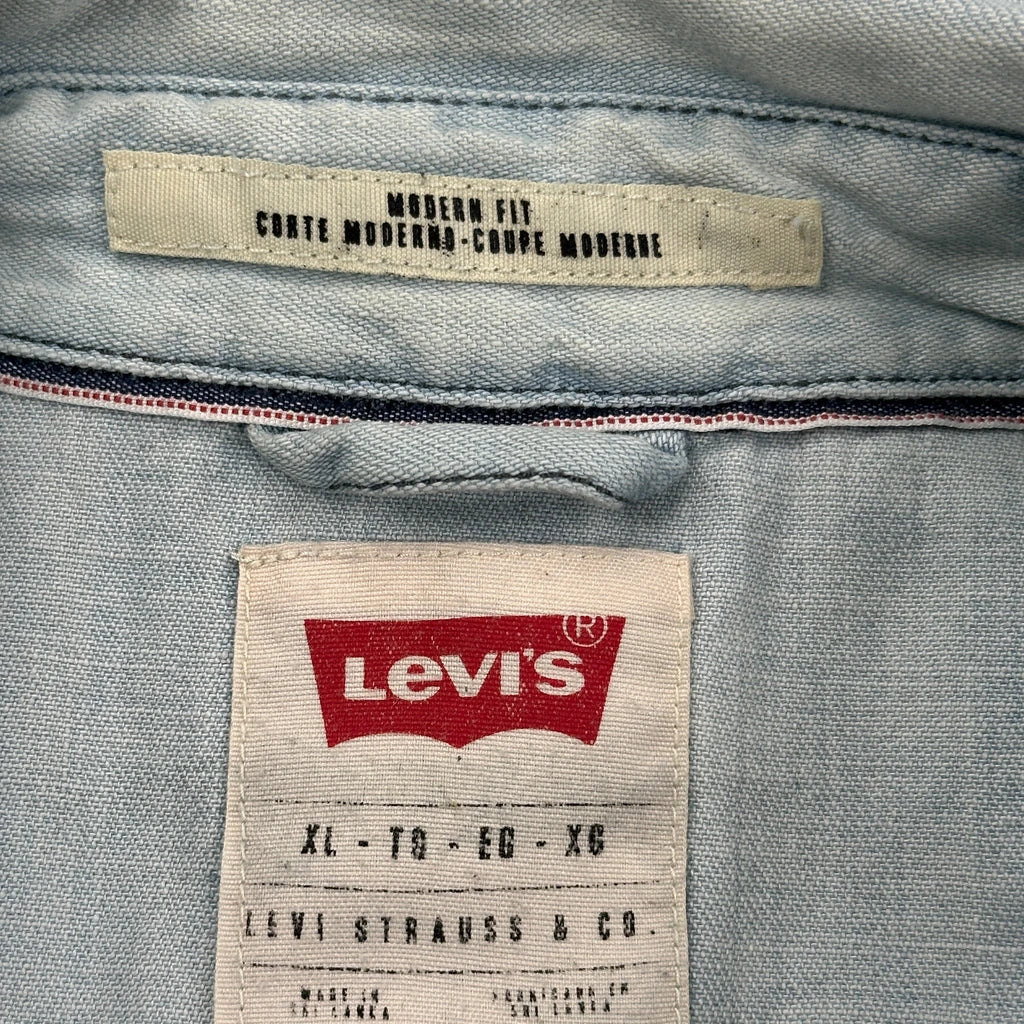 MODERN FIT
CORTE MODERNO-COUPE MODERNE
LEVI'S®
XL - TG - EG - XG
LEVI STRAUSS & CO.
MADE IN
SRI LANKA
FABRICADO EN
SRI LANKA